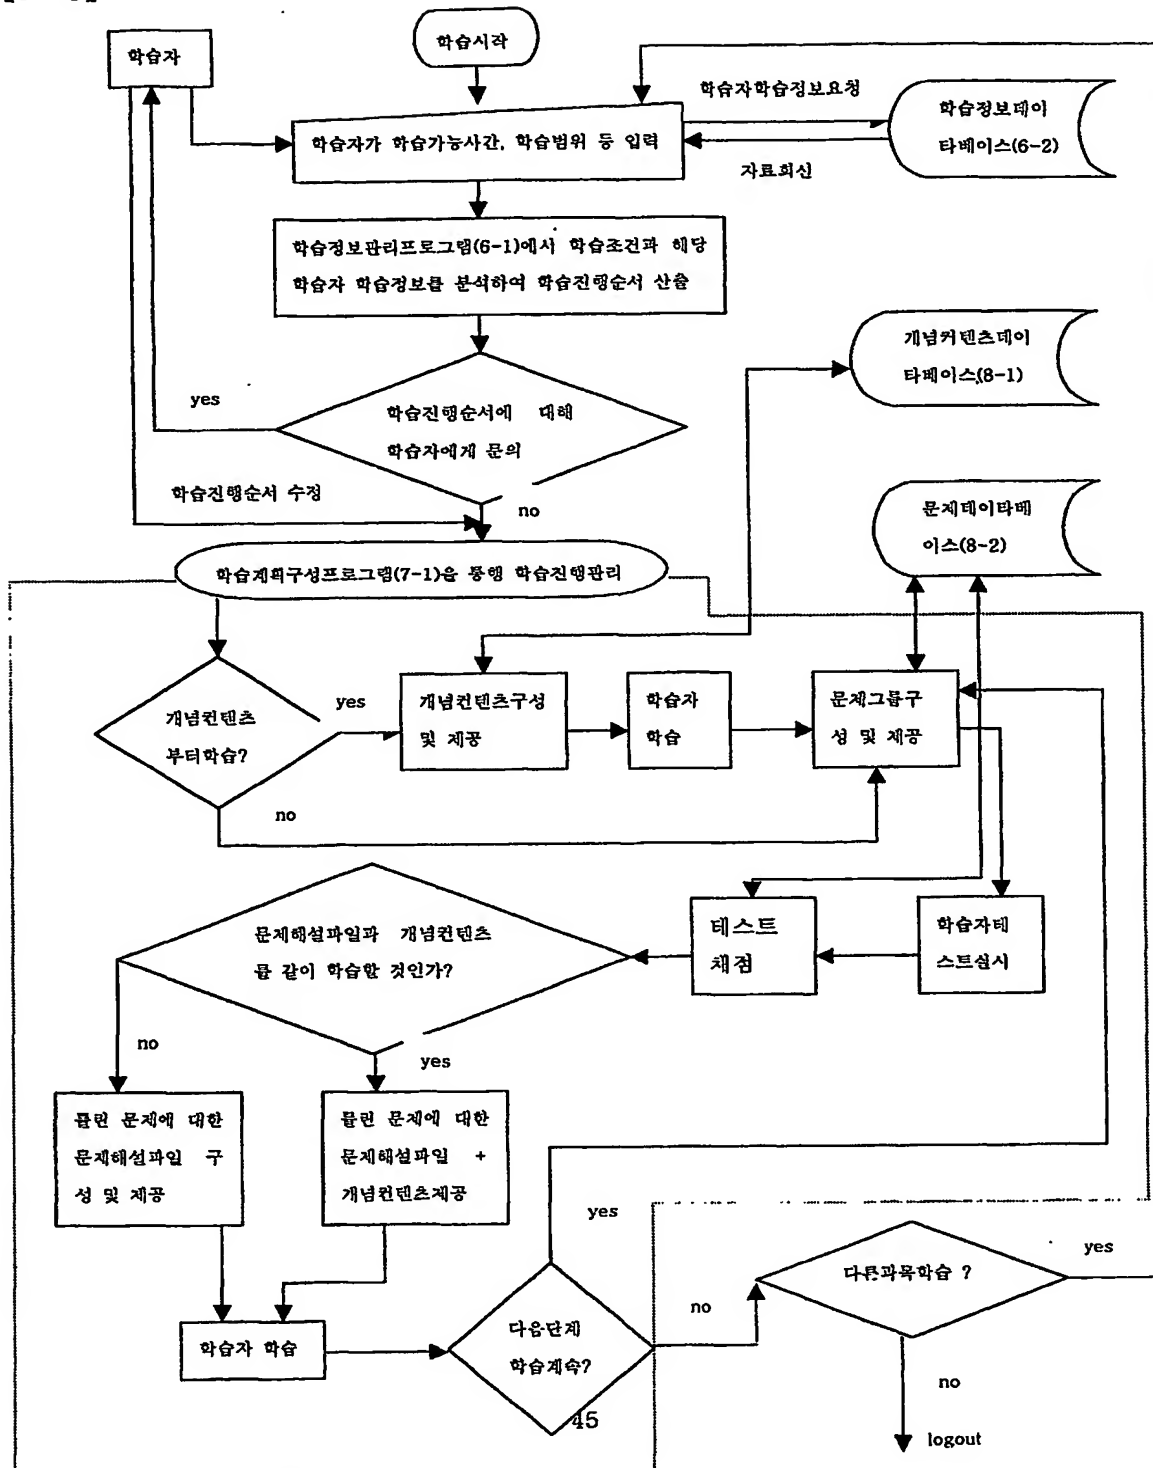 학습시작
학습자
학습자학습정보요청
학습정보데이
타베이스(6-2)
학습자가 학습가능시간, 학습범위 등 입력
자료회신
학습정보관리프로그램(6-1)에서 학습조건과 해당
학습자 학습정보를 분석하여 학습진행순서 산출
개념커텐츠데이
타베이스(8-1)
yes
학습진행순서에 대해
학습자에게 문의
학습진행순서 수정
no
문제데이타베
이스(8-2)
학습계획구성프로그램(7-1)을 통행 학습진행관리
개념컨텐츠
부터학습?
yes
개념컨텐츠구성
및 제공
학습자
학습
문제그룹구
성 및 제공
no
문제해설파일과 개념컨텐츠
를 같이 학습할 것인가?
테스트
채점
학습자테
스트실시
no
yes
틀린 문제에 대한
문제해설파일 구
성 및 제공
틀린 문제에 대한
문제해설파일 +
개념컨텐츠제공
yes
다른과목학습 ?
yes
no
학습자 학습
다음단계
학습계속?
no
45
logout